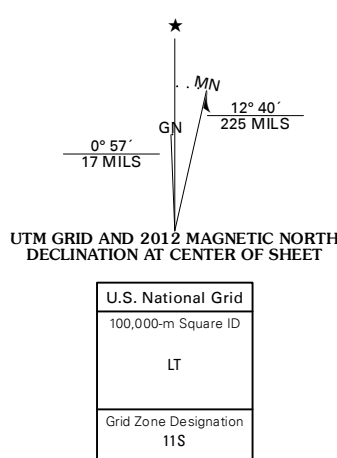 ★
MN
GN
12° 40´
225 MILS
0° 57´
17 MILS
UTM GRID AND 2012 MAGNETIC NORTH
DECLINATION AT CENTER OF SHEET
U.S. National Grid
100,000-m Square ID
LT
Grid Zone Designation
11S